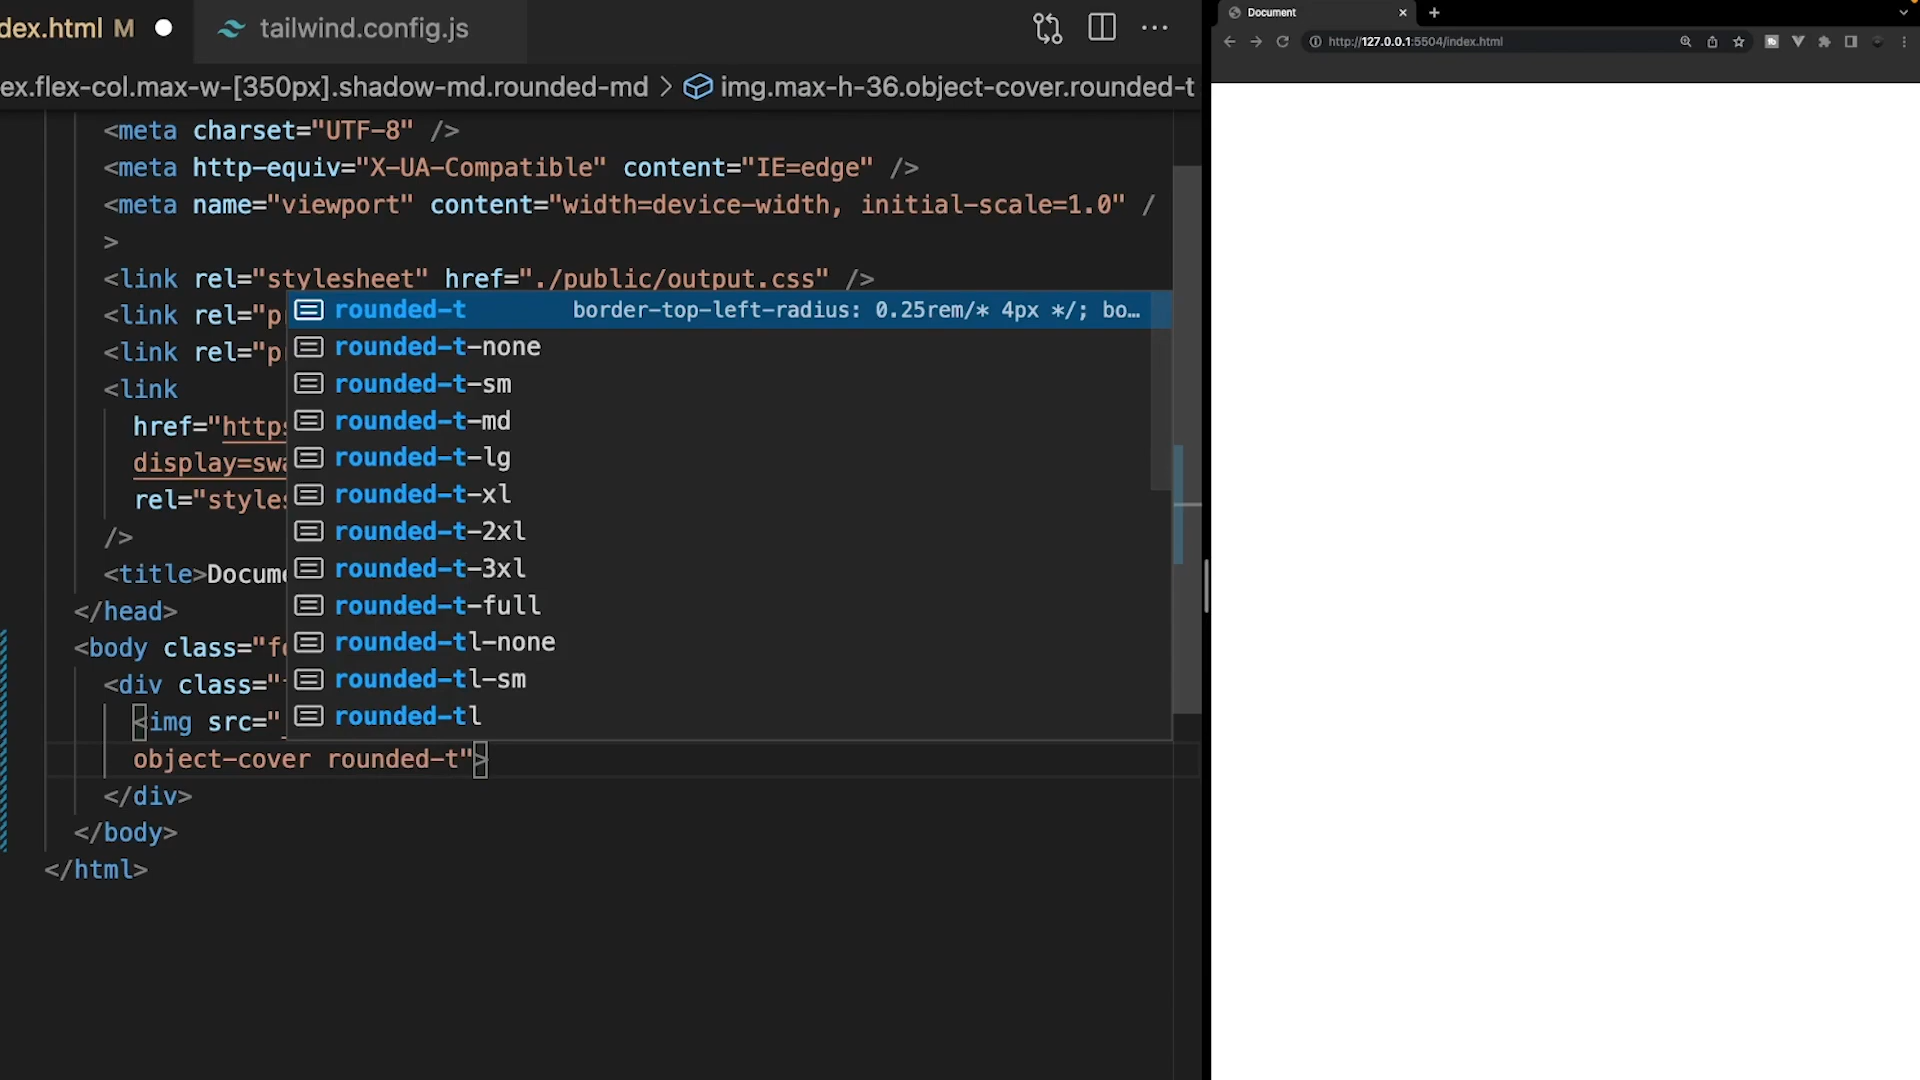 dex.html M
tailwind.config.js
ex.flex-col.max-w-[350px].shadow-md.rounded-md > img.max-h-36.object-cover.rounded-t
<meta charset="UTF-8" />
<meta http-equiv="X-UA-Compatible" content="IE=edge" />
<meta name="viewport" content="width=device-width, initial-scale=1.0" /
>
<link rel="stylesheet" href="./public/output.css" />
<link rel="p
<link rel="p
<link
href="https
display=swa
rel="styles
/>
<title>Docume
</head>
<body class="fo
<div class="
<img src="
object-cover rounded-t">
</div>
</body>
</html>
rounded-t border-top-left-radius: 0.25rem/* 4px */; bo…
rounded-t-none
rounded-t-sm
rounded-t-md
rounded-t-lg
rounded-t-xl
rounded-t-2xl
rounded-t-3xl
rounded-t-full
rounded-tl-none
rounded-tl-sm
rounded-tl
Document
http://127.0.0.1:5504/index.html